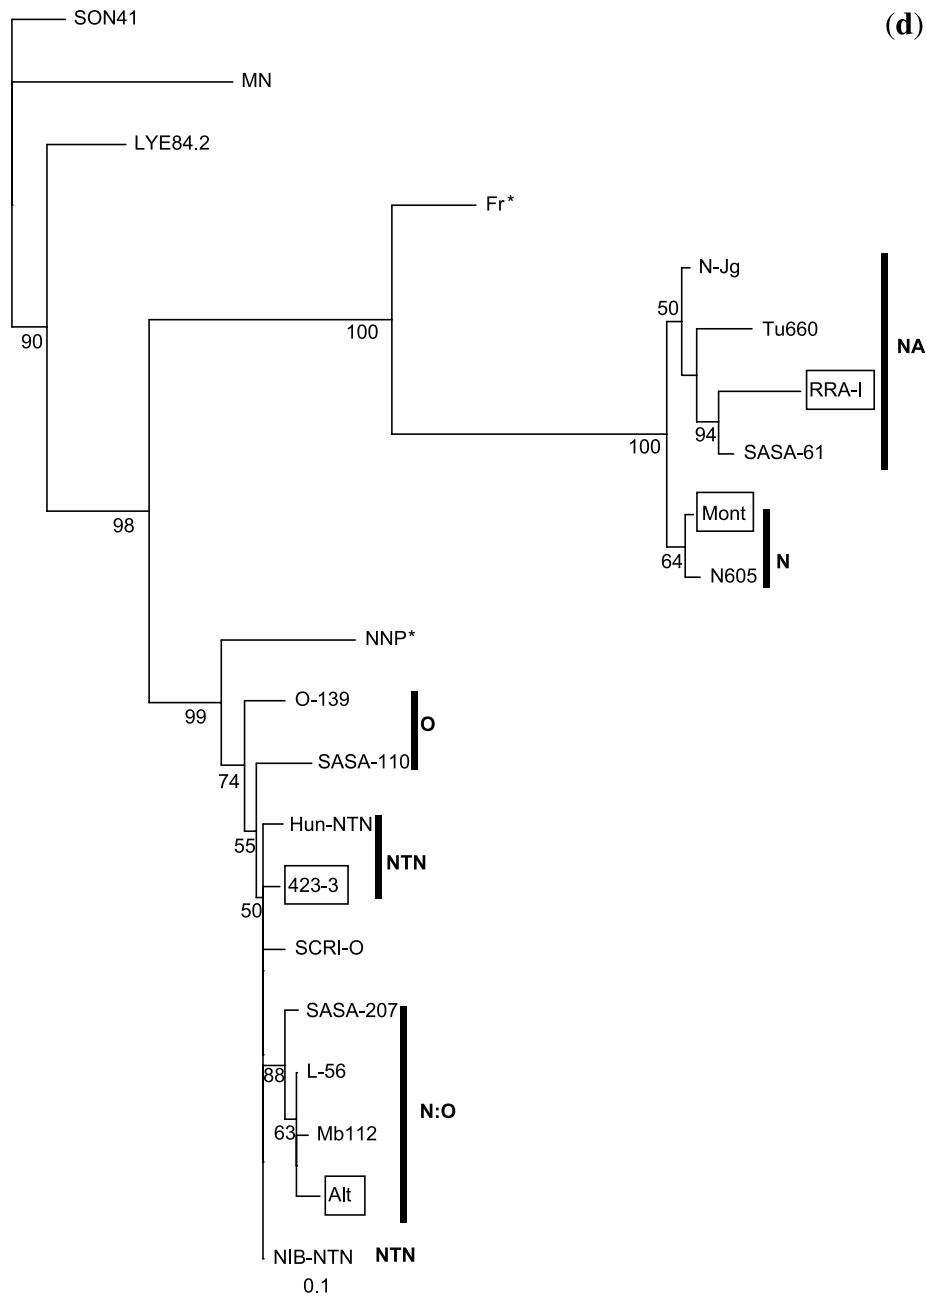 SON41
(d)
MN
LYE84.2
Fr*
N-Jg
50
Tu660
90
100
NA
RRA-I
94
100
SASA-61
Mont
98
64
N605
N
NNP*
O-139
99
O
SASA-110
74
Hun-NTN
55
NTN
423-3
50
SCRI-O
SASA-207
88
L-56
N:O
63
Mb112
Alt
NIB-NTN
NTN
0.1